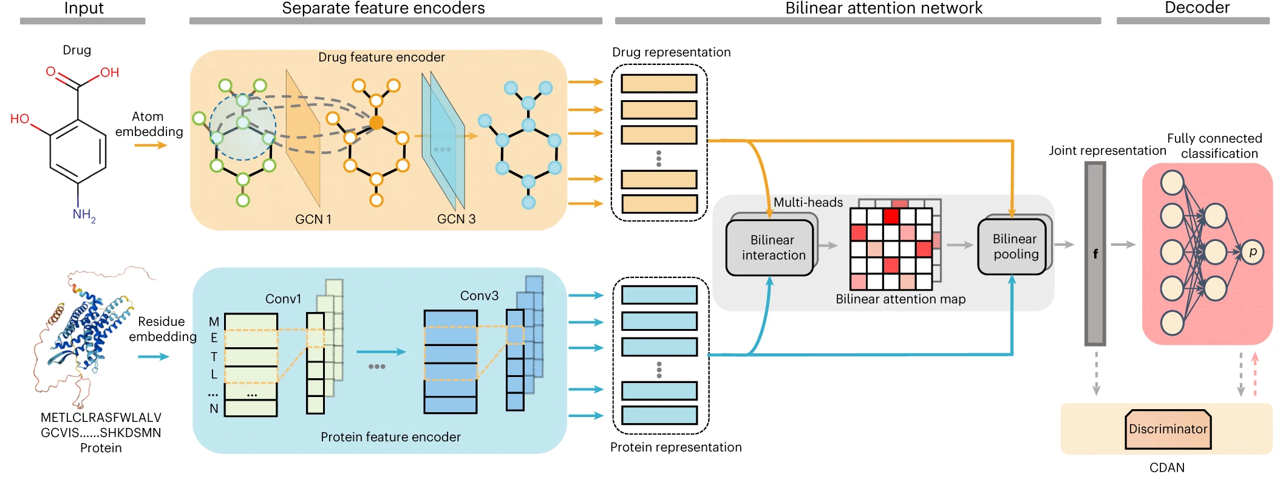 Input
Separate feature encoders
Bilinear attention network
Decoder
Drug
O
OH
HO
NH2
Atom
embedding
Drug feature encoder
GCN 1
...
GCN 3
Drug representation
Multi-heads
Bilinear
interaction
Bilinear attention map
Bilinear
pooling
Joint representation
f
Fully connected
classification
p
Residue
embedding
METLCLRASFWLALV
GCVIS......SHKDSMN
Protein
M
E
T
L
...
N
...
Conv1
...
Conv3
Protein feature encoder
Protein representation
Discriminator
CDAN